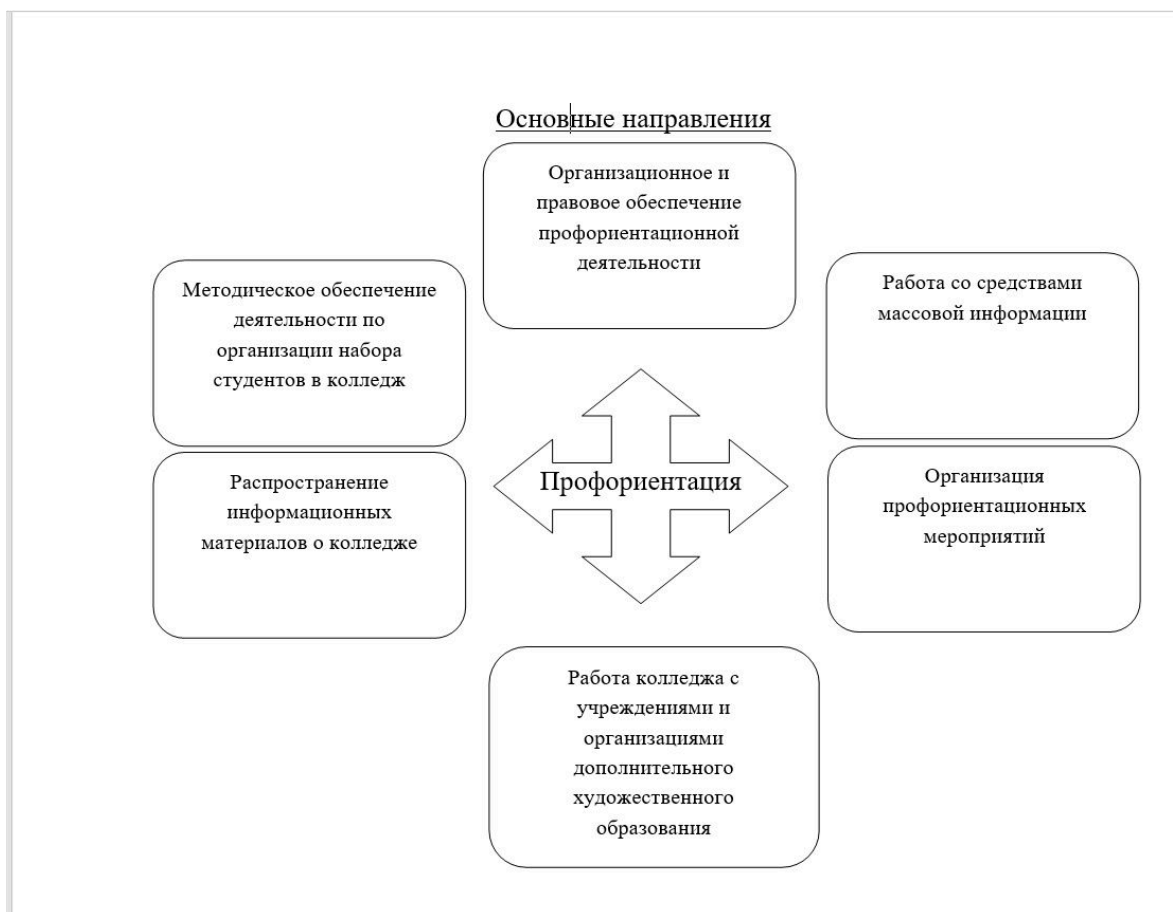 Основные направления
Организационное и
правовое обеспечение
профориентационной
деятельности
Методическое обеспечение
деятельности по
организации набора
студентов в колледж
Работа со средствами
массовой информации
Распространение
информационных
материалов о колледже
Профориентация
Организация
профориентационных
мероприятий
Работа колледжа с
учреждениями и
организациями
дополнительного
художественного
образования